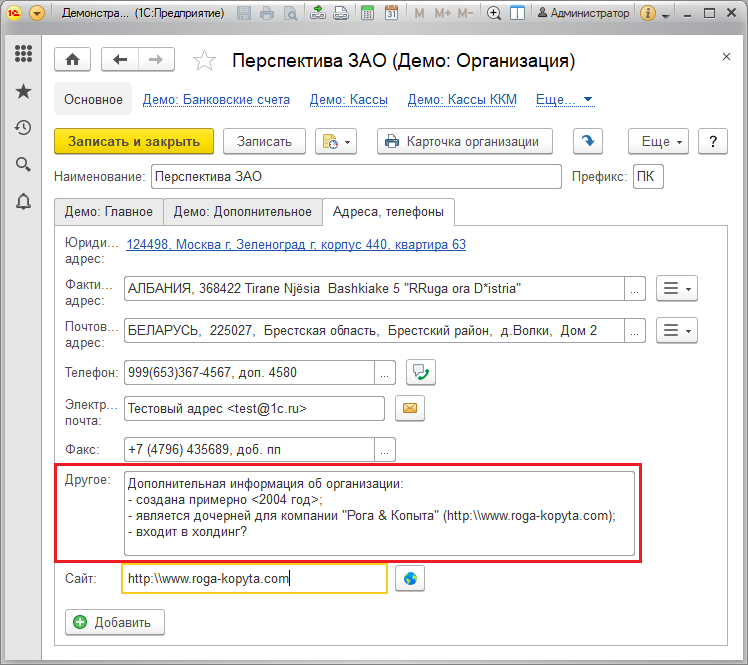 1С Демонстра... (1С:Предприятие) M M+ M- Администратор i
Перспектива ЗАО (Демо: Организация)
Основное Демо: Банковские счета Демо: Кассы Демо: Кассы ККМ Еще...
Записать и закрыть Записать Карточка организации Еще ?
Наименование: Перспектива ЗАО Префикс: ПК
Демо: Главное Демо: Дополнительное Адреса, телефоны
Юриди... 124498, Москва г, Зеленоград г, корпус 440, квартира 63
адрес:
Факти... АЛБАНИЯ, 368422 Tirane Njësia Bashkiake 5 "RRuga ora D*istria" ...
адрес:
Почтов... БЕЛАРУСЬ, 225027, Брестская область, Брестский район, д.Волки, Дом 2 ...
адрес:
Телефон: 999(653)367-4567, доп. 4580 ...
Электр... Тестовый адрес <test@1c.ru>
почта:
Факс: +7 (4796) 435689, доб. пп ...
Другое: Дополнительная информация об организации:
- создана примерно <2004 год>;
- является дочерней для компании "Рога & Копыта" (http:\\www.roga-kopyta.com);
- входит в холдинг?
Сайт: http:\\www.roga-kopyta.com
Добавить